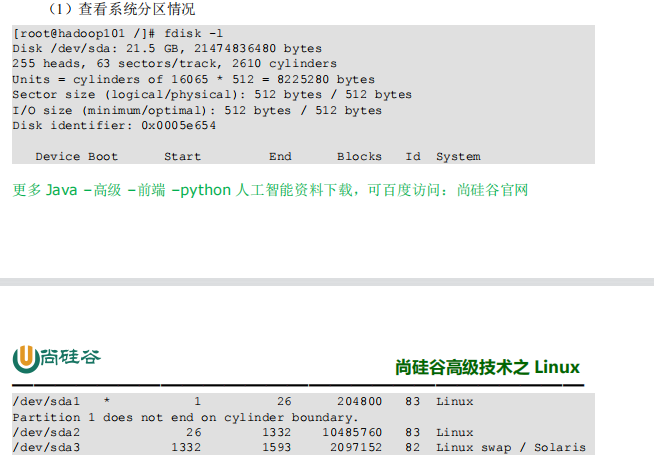 （1）查看系统分区情况
[root@hadoop101 /]# fdisk -l
Disk /dev/sda: 21.5 GB, 21474836480 bytes
255 heads, 63 sectors/track, 2610 cylinders
Units = cylinders of 16065 * 512 = 8225280 bytes
Sector size (logical/physical): 512 bytes / 512 bytes
I/O size (minimum/optimal): 512 bytes / 512 bytes
Disk identifier: 0x0005e654
Device Boot Start End Blocks Id System
更多 Java –高级 –前端 –python 人工智能资料下载，可百度访问：尚硅谷官网
尚硅谷
尚硅谷高级技术之 Linux
/dev/sda1 * 1 26 204800 83 Linux
Partition 1 does not end on cylinder boundary.
/dev/sda2 26 1332 10485760 83 Linux
/dev/sda3 1332 1593 2097152 82 Linux swap / Solaris